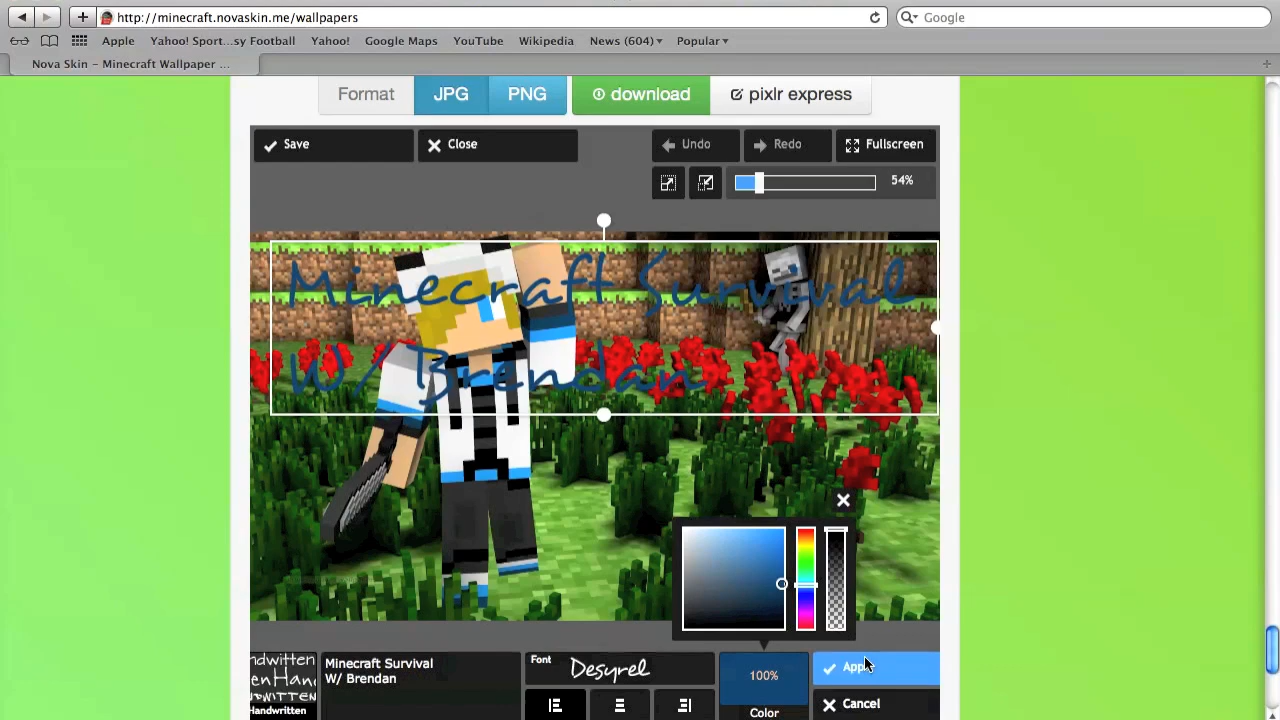 http://minecraft.novaskin.me/wallpapers
Google
Apple Yahoo! Sport...sy Football Yahoo! Google Maps YouTube Wikipedia News (604) Popular
Nova Skin - Minecraft Wallpaper ...
Format JPG PNG download pixlr express
Save Close Undo Redo Fullscreen
54%
Minecraft Survival
W/ Brendan
Minecraft Survival
W/ Brendan
Font Desyrel
100%
Color
Cancel
Handwritten